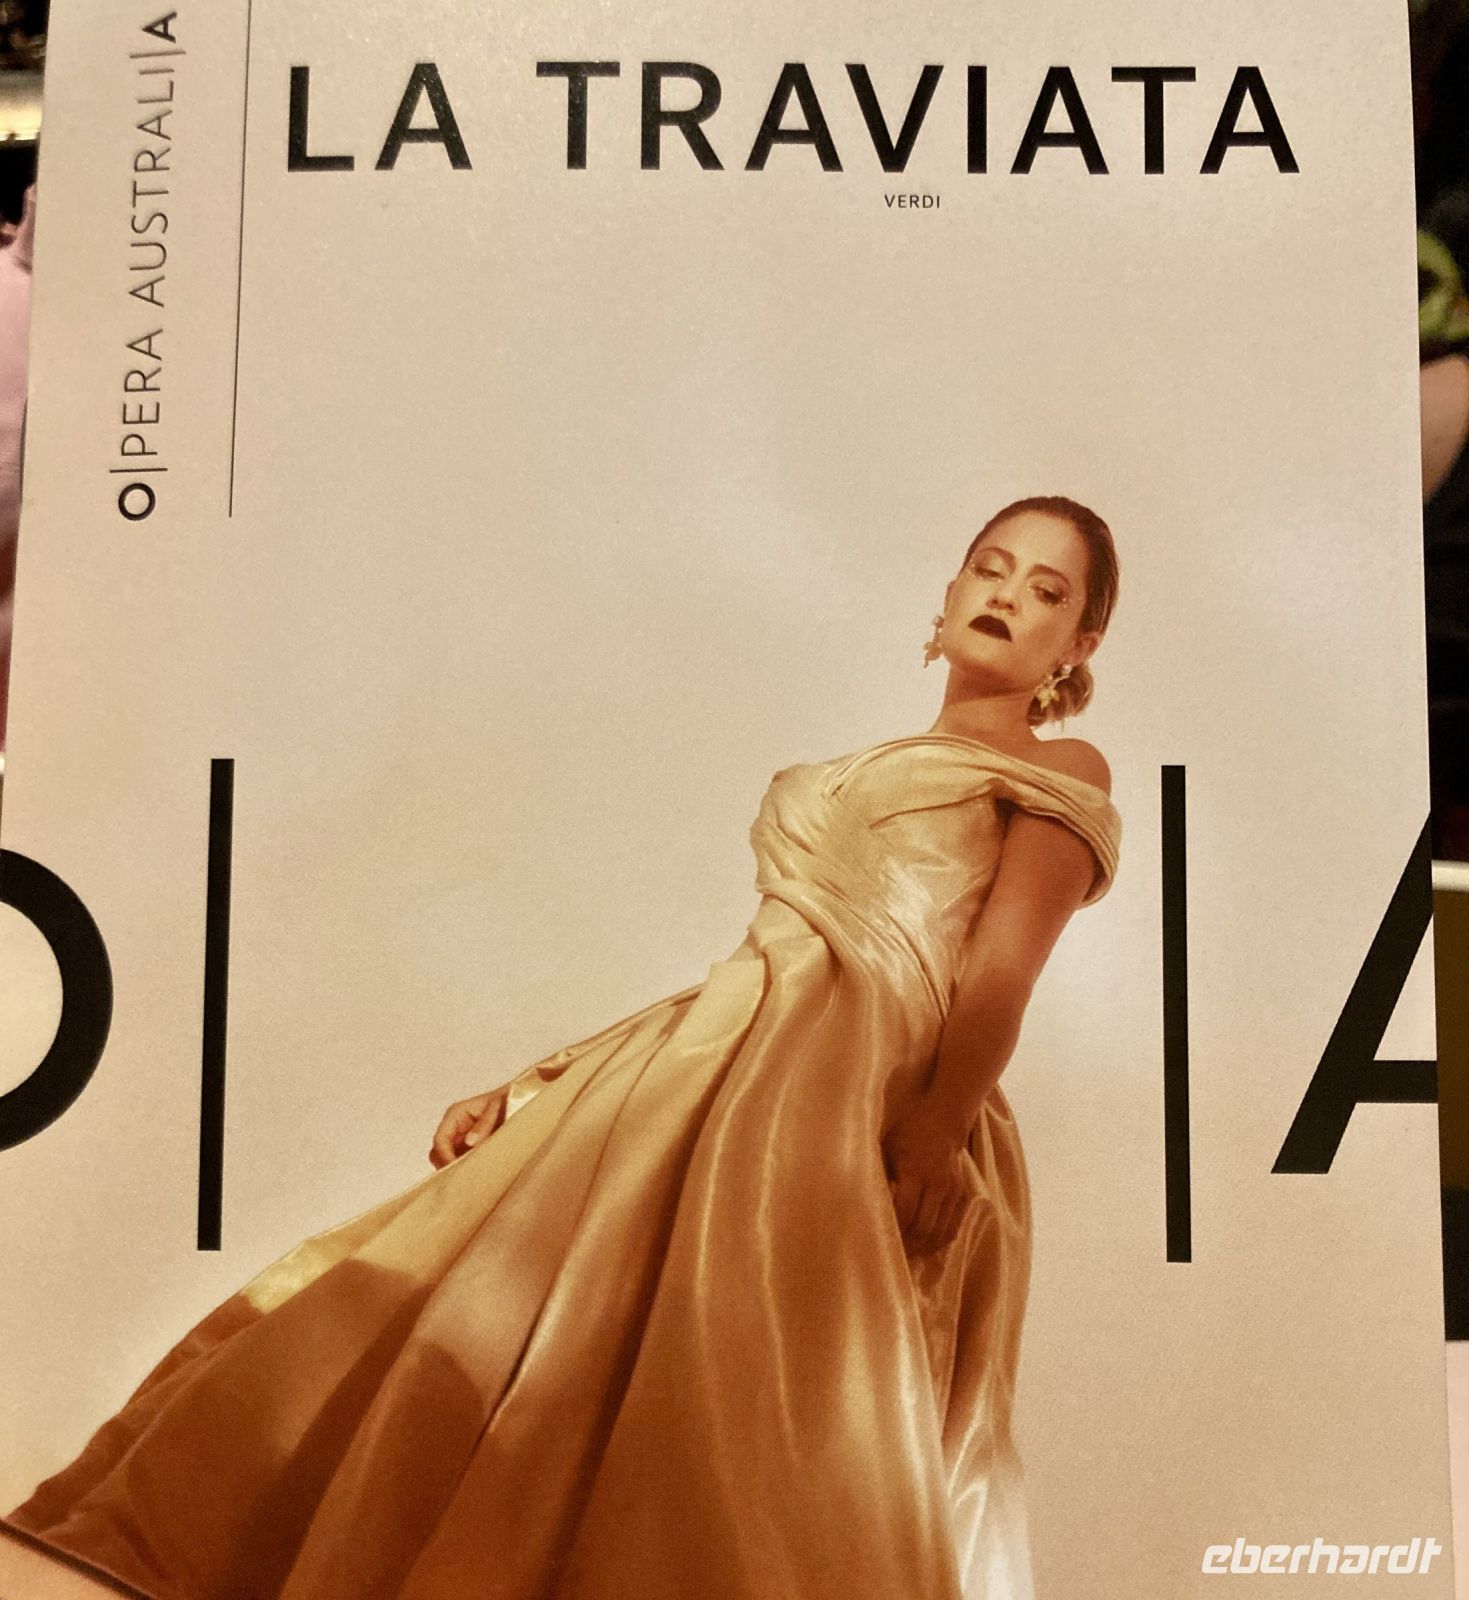 O|PERA AUSTRALI|A
LA TRAVIATA
VERDI
O| |A
eberhardt